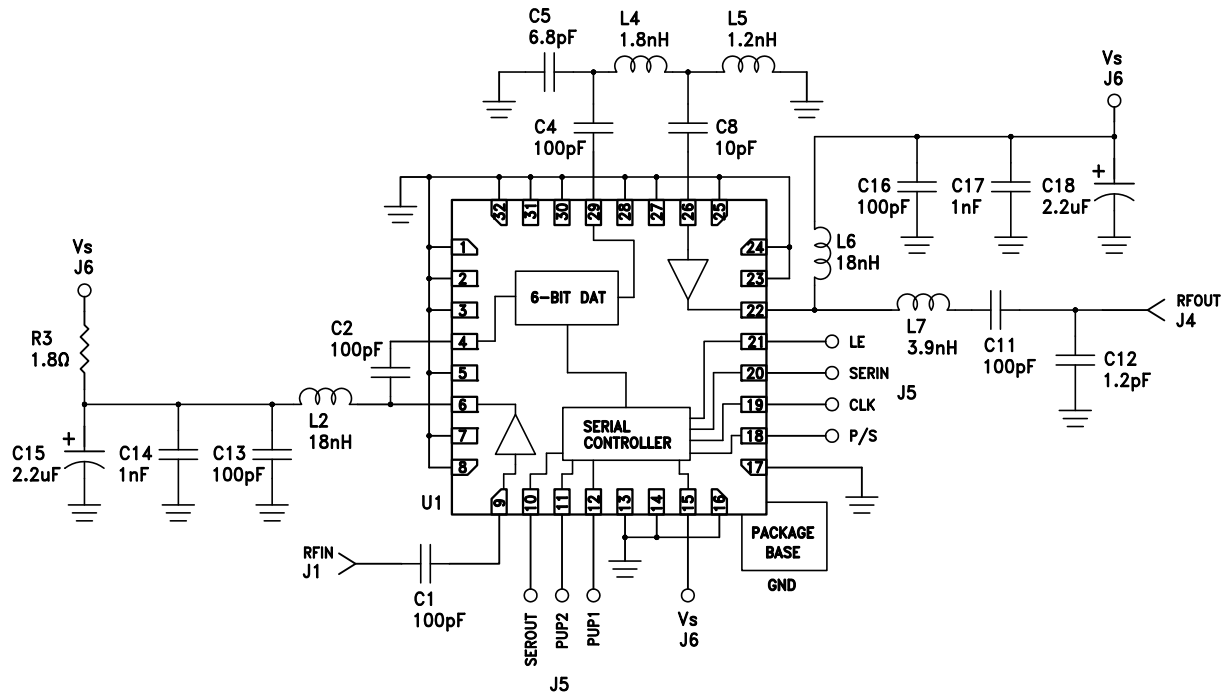 C5
6.8pF
L4
1.8nH
L5
1.2nH
Vs
J6
C4
100pF
C8
10pF
C16
100pF
C17
1nF
+
C18
2.2uF
32
31
30
29
28
27
26
25
L6
18nH
Vs
J6
R3
1.8Ω
C2
100pF
1
2
3
4
5
6
7
8
6-BIT DAT
SERIAL
CONTROLLER
24
23
22
21
20
19
18
17
LE
SERIN
CLK
P/S
J5
L7
3.9nH
C11
100pF
C12
1.2pF
RFOUT
J4
L2
18nH
+
C15
2.2uF
C14
1nF
C13
100pF
U1
9
10
11
12
13
14
15
16
PACKAGE
BASE
GND
RFIN
J1
C1
100pF
SEROUT
PUP2
PUP1
J5
Vs
J6